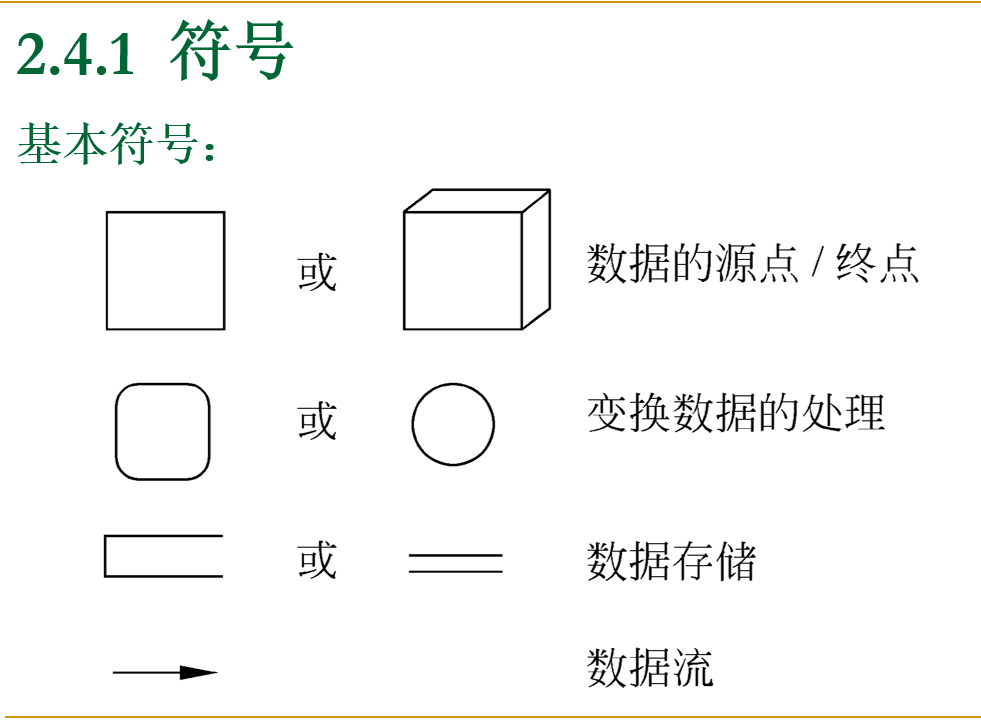 2.4.1 符号
基本符号：
或 数据的源点 / 终点
或 变换数据的处理
或 数据存储
数据流